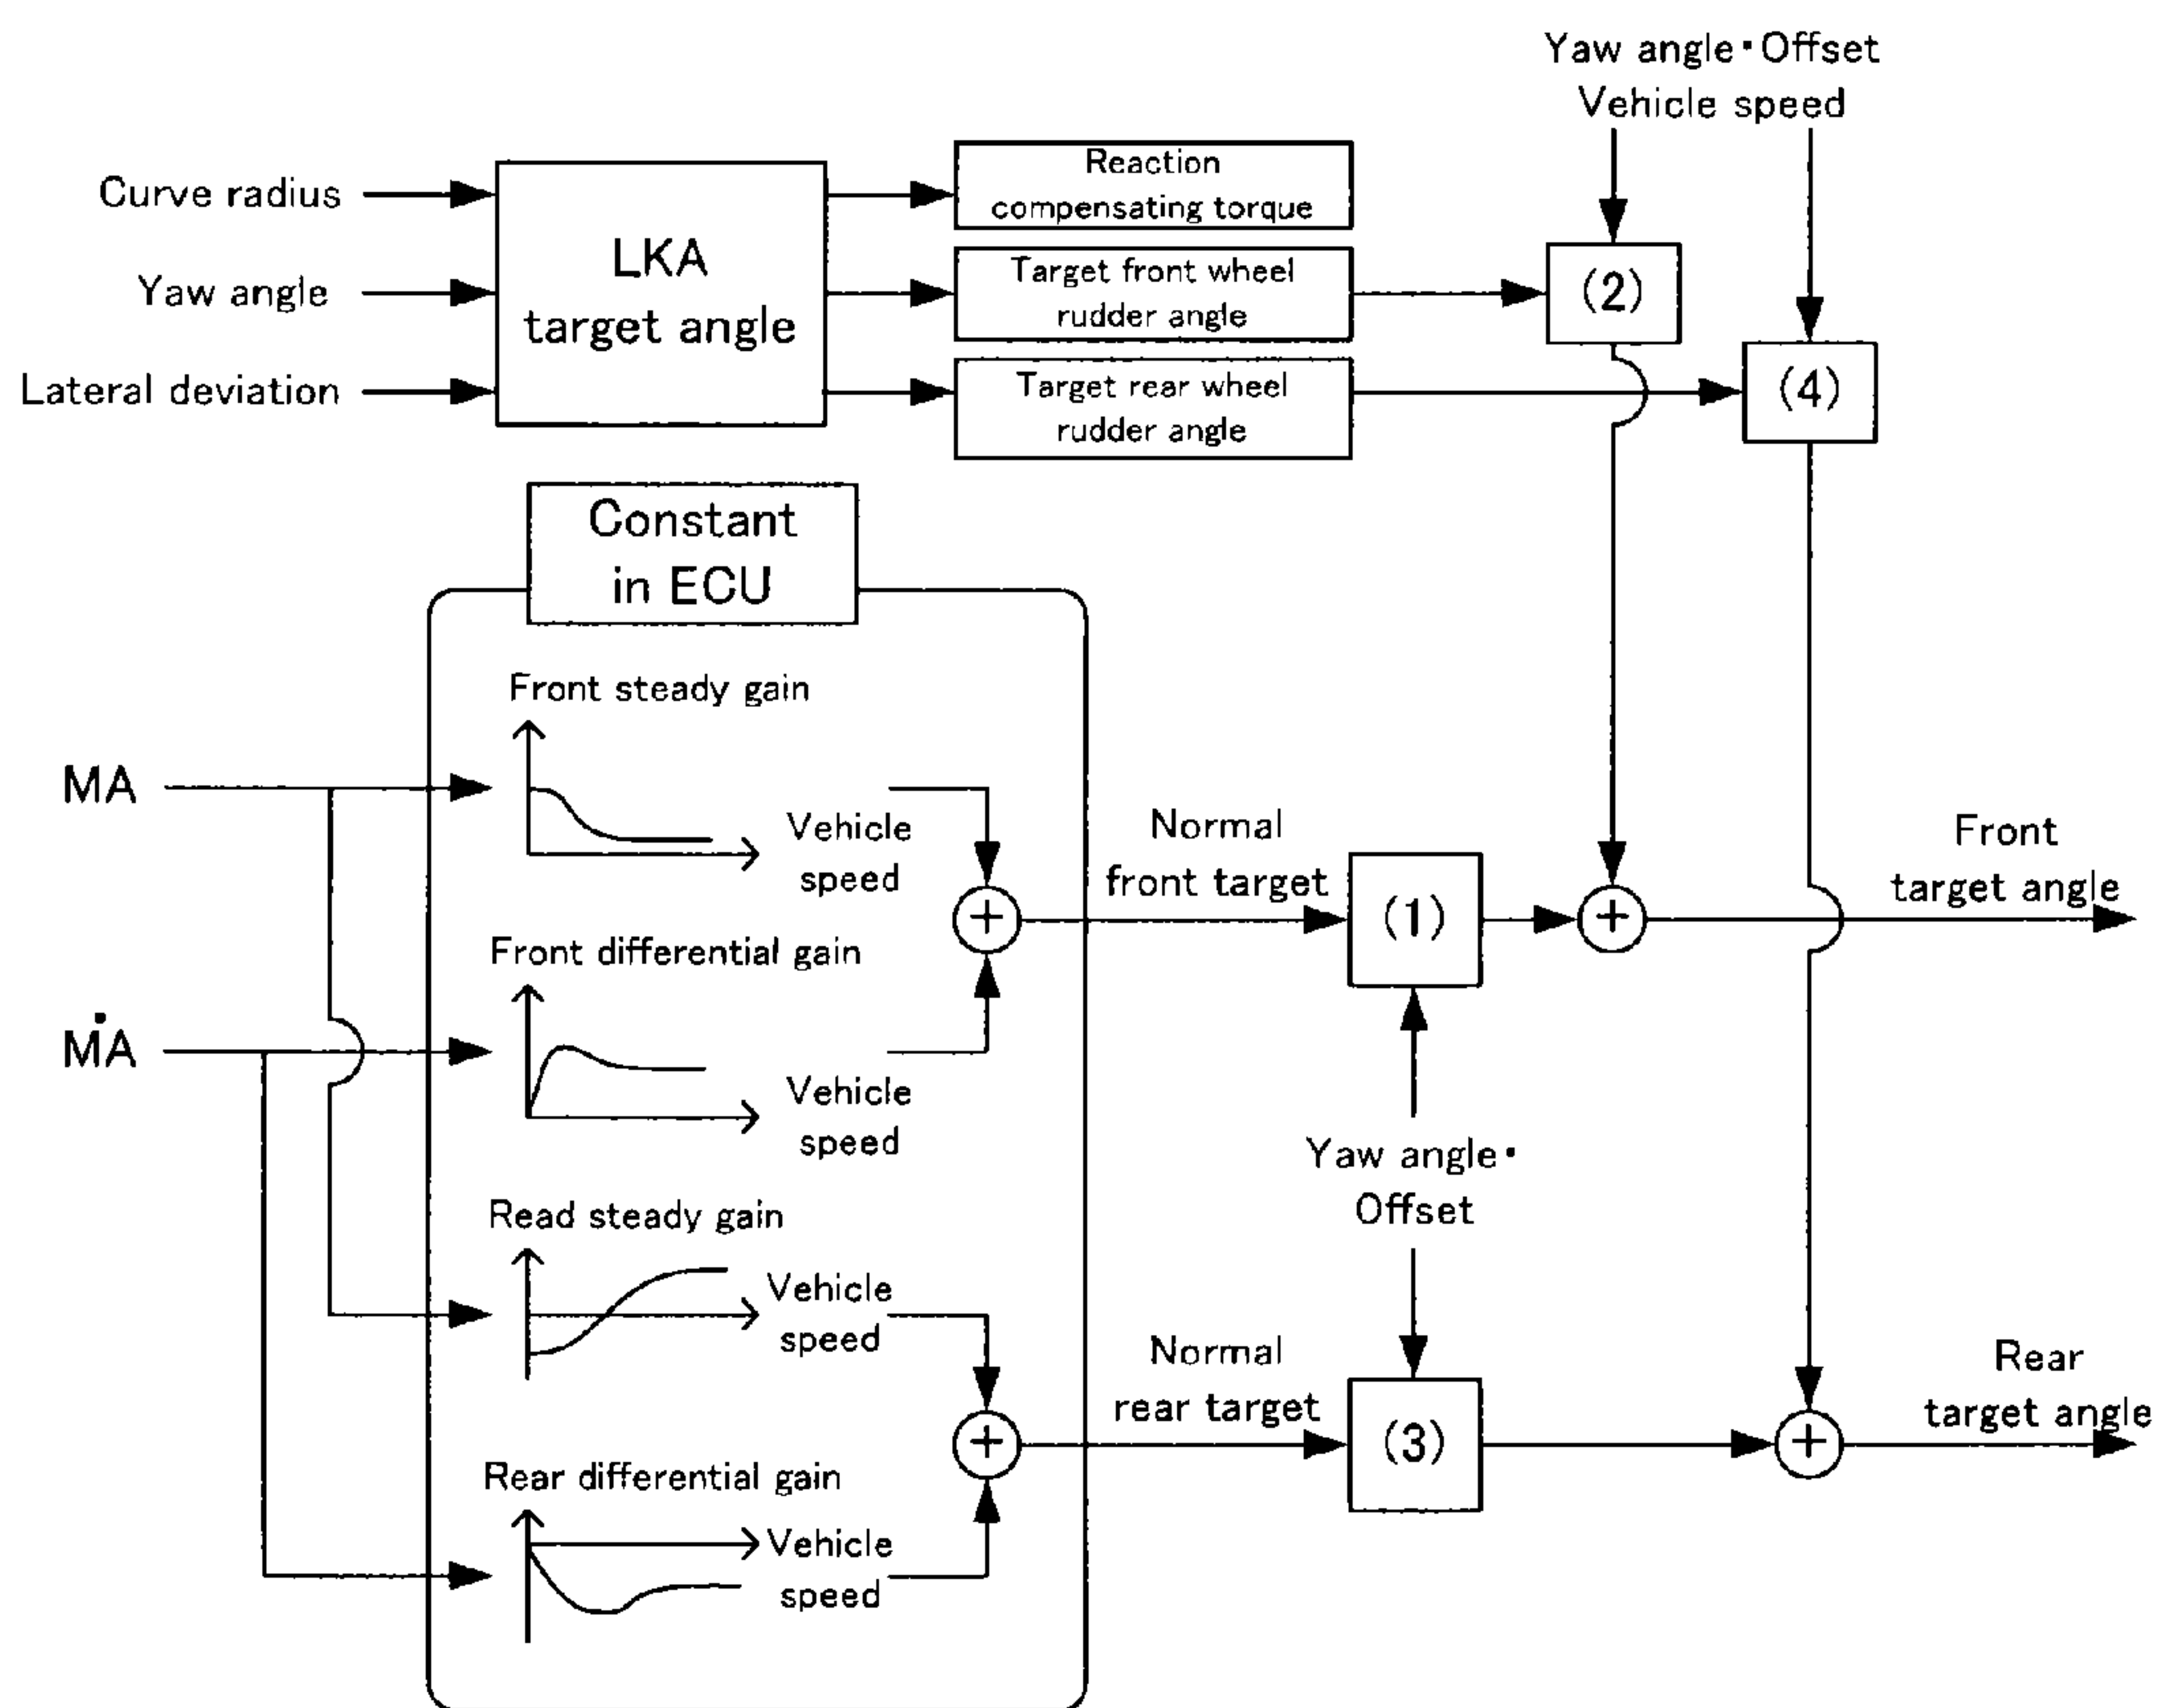 Yaw angle・Offset
Vehicle speed
Curve radius
Yaw angle
Lateral deviation
LKA
target angle
Reaction
compensating torque
Target front wheel
rudder angle
Target rear wheel
rudder angle
(2)
(4)
Constant
in ECU
Front steady gain
MA
Vehicle
speed
+
Normal
front target
(1)
+
Front
target angle
Front differential gain
ṀA
Vehicle
speed
Yaw angle・
Offset
Read steady gain
Vehicle
speed
+
Normal
rear target
(3)
+
Rear
target angle
Rear differential gain
Vehicle
speed